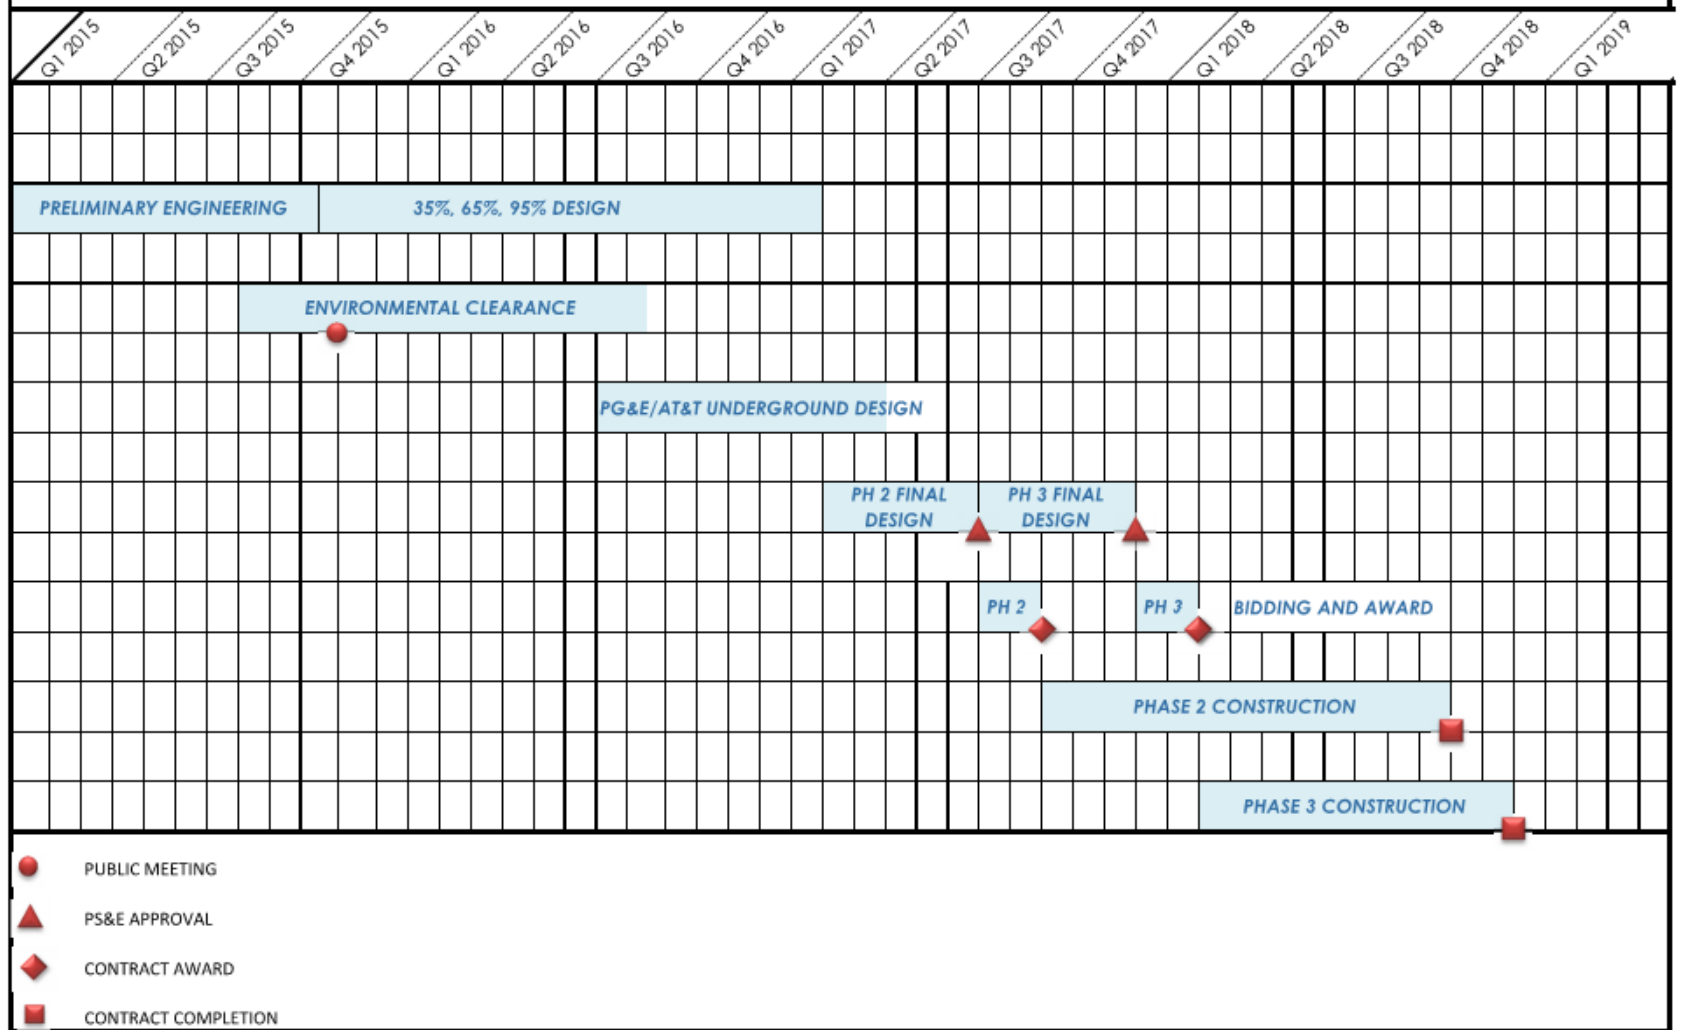 Q1 2015
Q2 2015
Q3 2015
Q4 2015
Q1 2016
Q2 2016
Q3 2016
Q4 2016
Q1 2017
Q2 2017
Q3 2017
Q4 2017
Q1 2018
Q2 2018
Q3 2018
Q4 2018
Q1 2019
PRELIMINARY ENGINEERING
35%, 65%, 95% DESIGN
ENVIRONMENTAL CLEARANCE
PG&E/AT&T UNDERGROUND DESIGN
PH 2 FINAL
DESIGN
PH 3 FINAL
DESIGN
PH 2
PH 3
BIDDING AND AWARD
PHASE 2 CONSTRUCTION
PHASE 3 CONSTRUCTION
PUBLIC MEETING
PS&E APPROVAL
CONTRACT AWARD
CONTRACT COMPLETION